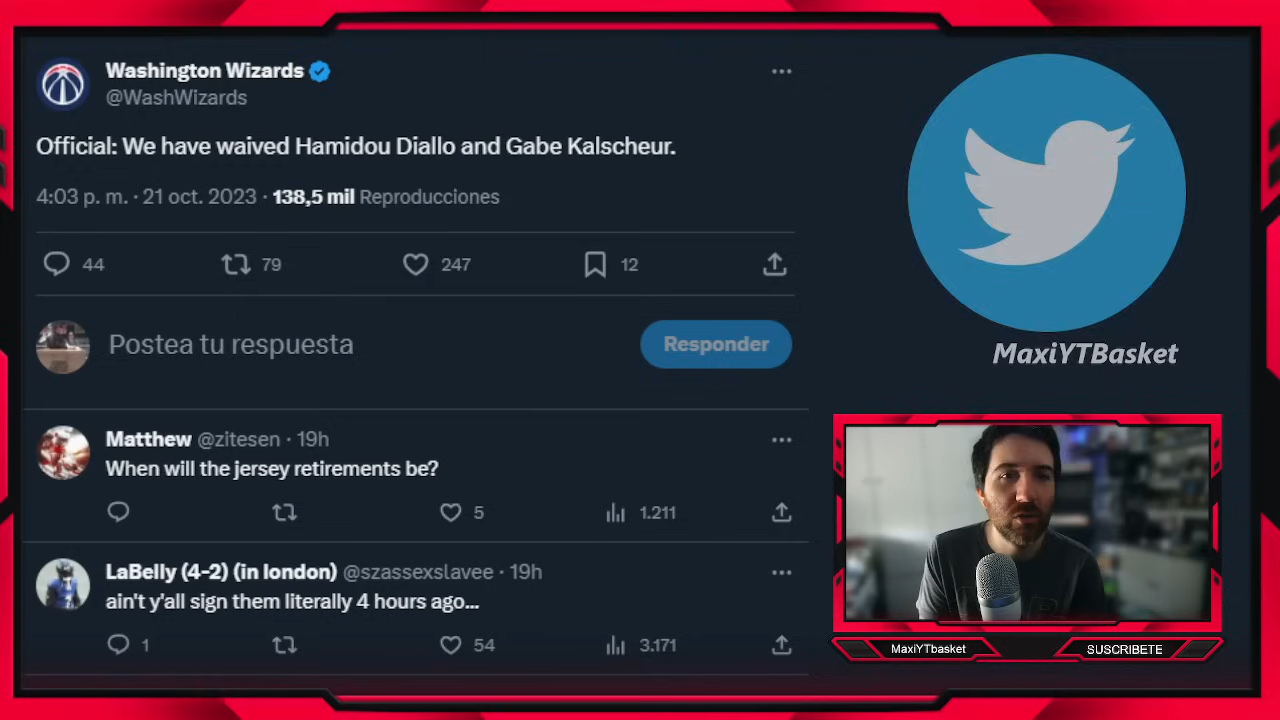 Washington Wizards
@WashWizards
Official: We have waived Hamidou Diallo and Gabe Kalscheur.
4:03 p. m. · 21 oct. 2023 · 138,5 mil Reproducciones
44 79 247 12
Postea tu respuesta
Responder
MaxiYTBasket
Matthew @zitesen · 19h
When will the jersey retirements be?
5 1.211
LaBelly (4-2) (in london) @szassexslavee · 19h
ain't y'all sign them literally 4 hours ago...
1 54 3.171
MaxiYTbasket
SUSCRIBETE